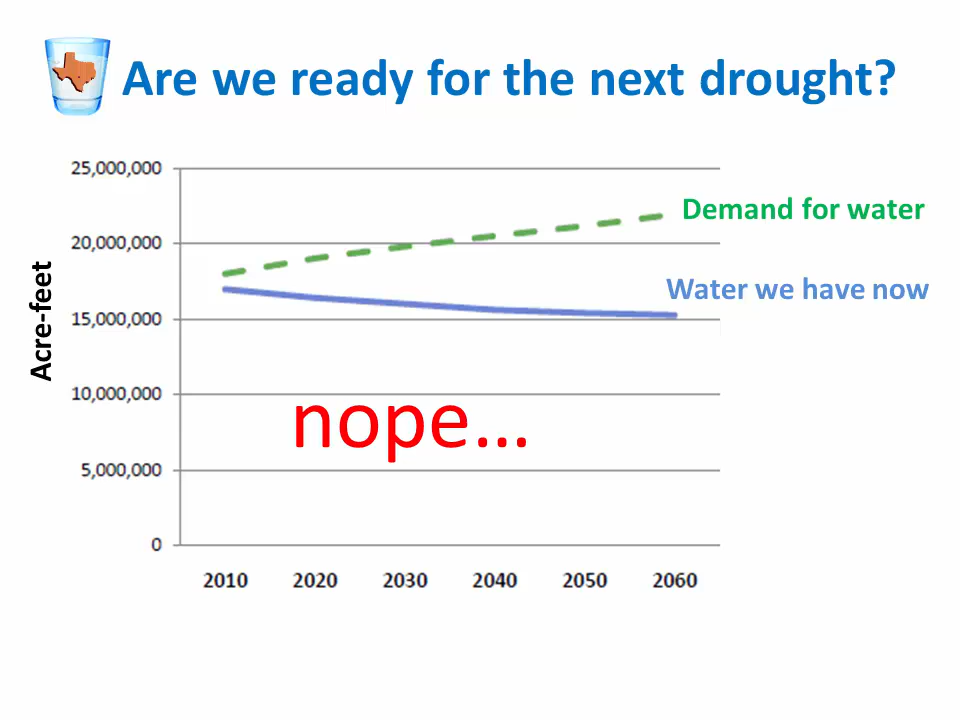 Are we ready for the next drought?
25,000,000
Demand for water
20,000,000
Water we have now
15,000,000
Acre-feet
10,000,000
nope...
5,000,000
0
2010 2020 2030 2040 2050 2060